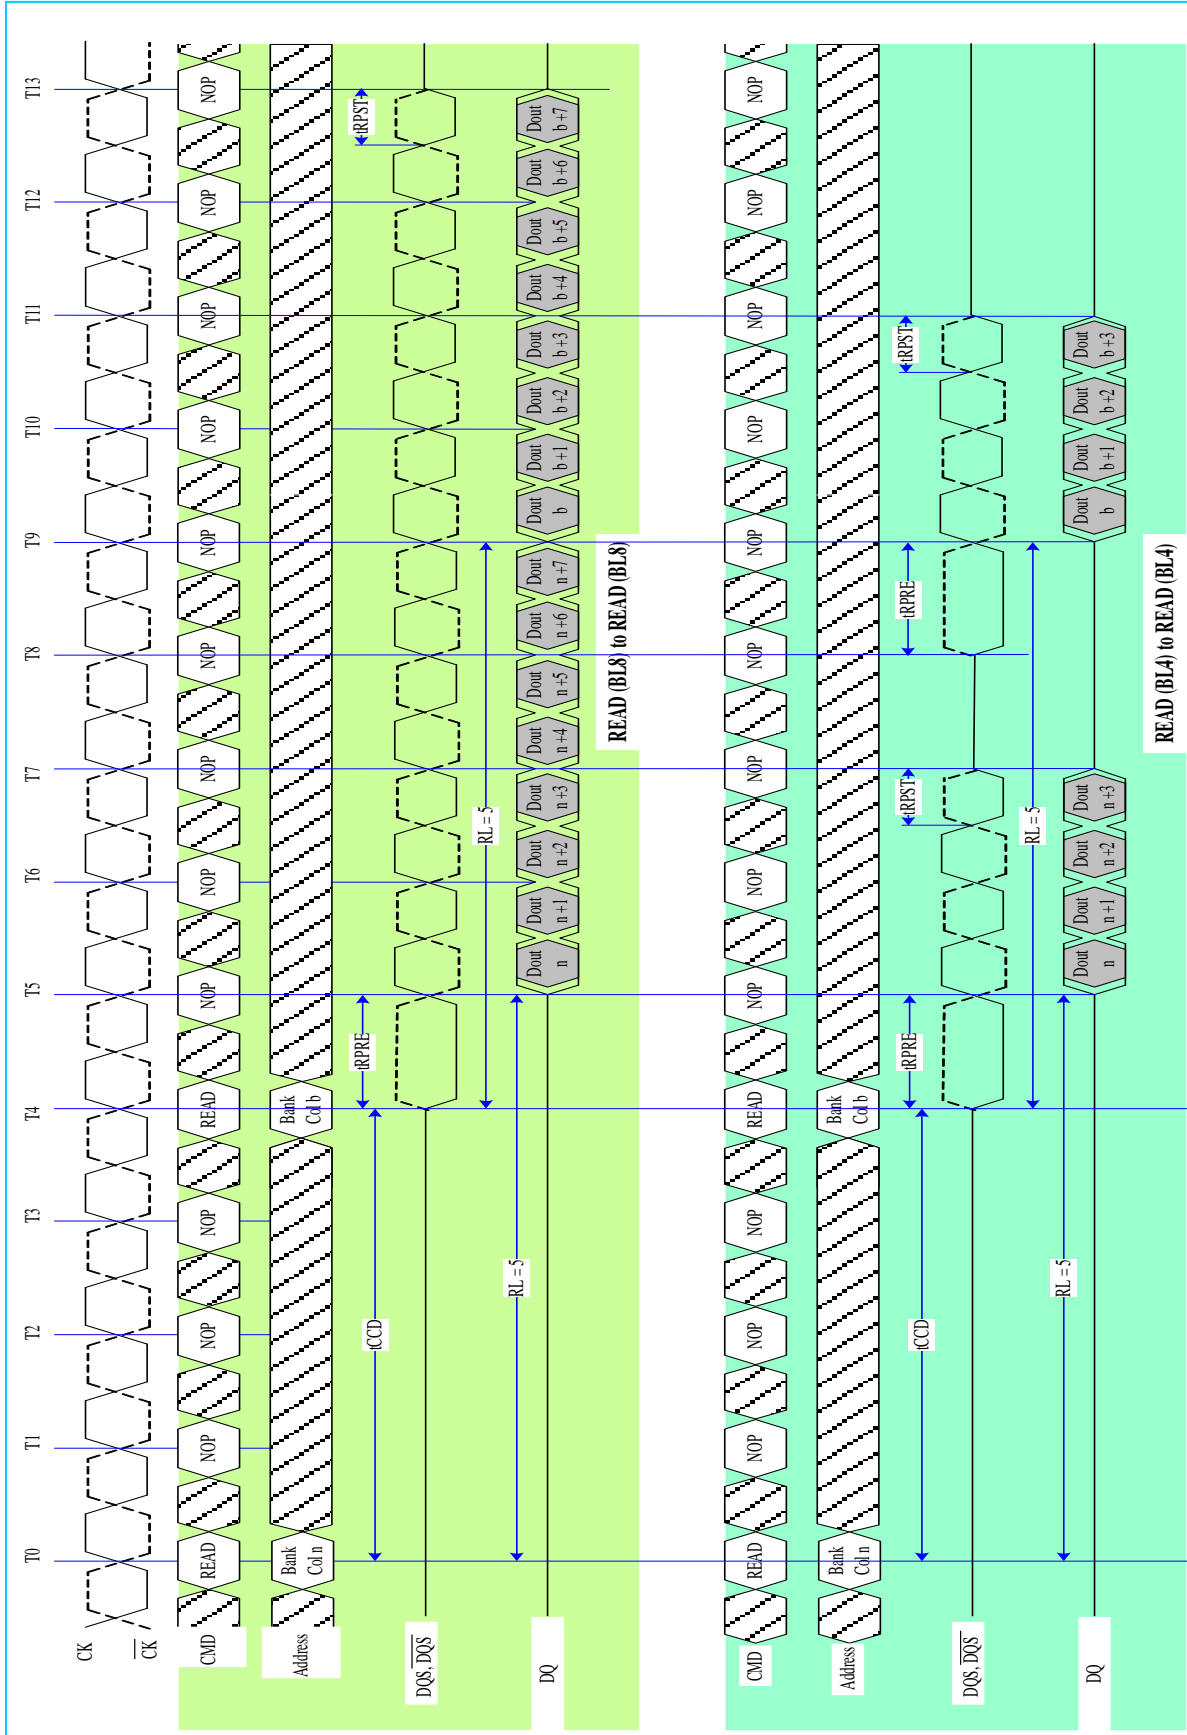 T0 T1 T2 T3 T4 T5 T6 T7 T8 T9 T10 T11 T12 T13
CK
CK
CMD READ NOP NOP NOP READ NOP NOP NOP NOP NOP NOP NOP NOP NOP
Address Bank Col n Bank Col b
tRPST
tCCD tRPRE
DQS, DQS
RL = 5
RL = 5
DQ Dout n Dout n+1 Dout n+2 Dout n+3 Dout n+4 Dout n+5 Dout n+6 Dout n+7 Dout b Dout b+1 Dout b+2 Dout b+3 Dout b+4 Dout b+5 Dout b+6 Dout b+7
READ (BL8) to READ (BL8)
CMD READ NOP NOP NOP READ NOP NOP NOP NOP NOP NOP NOP NOP NOP
Address Bank Col n Bank Col b
tCCD tRPRE tRPST tRPRE tRPST
DQS, DQS
RL = 5
RL = 5
DQ Dout n Dout n+1 Dout n+2 Dout n+3 Dout b Dout b+1 Dout b+2 Dout b+3
READ (BL4) to READ (BL4)